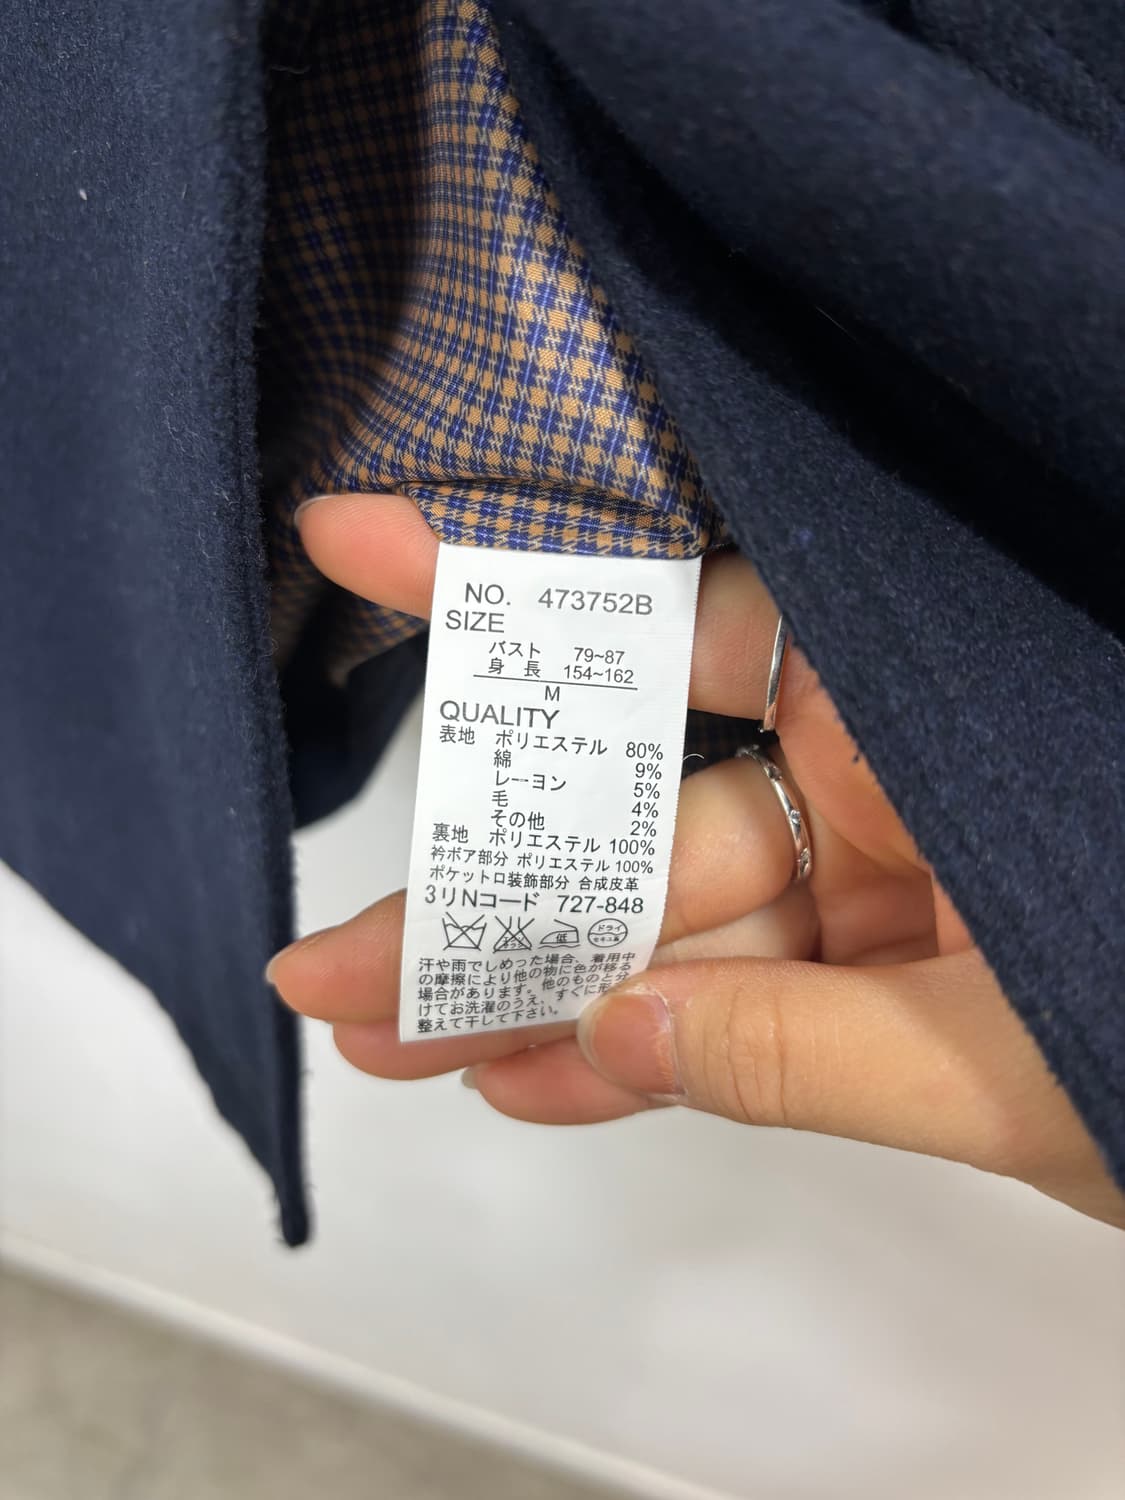 NO. 473752B
SIZE
バスト 79~87
身 長 154~162
M
QUALITY
表地 ポリエステル 80%
綿 9%
レーヨン 5%
毛 4%
その他 2%
裏地 ポリエステル 100%
衿ボア部分 ポリエステル 100%
ポケット口装飾部分 合成皮革
3リNコード 727-848
低 ドライ
セキユ系
汗や雨でしめった場合、着用中
の摩擦により他の物に色が移る
場合があります。他のものと分
けてお洗濯のうえ、すぐに形
整えて干して下さい。